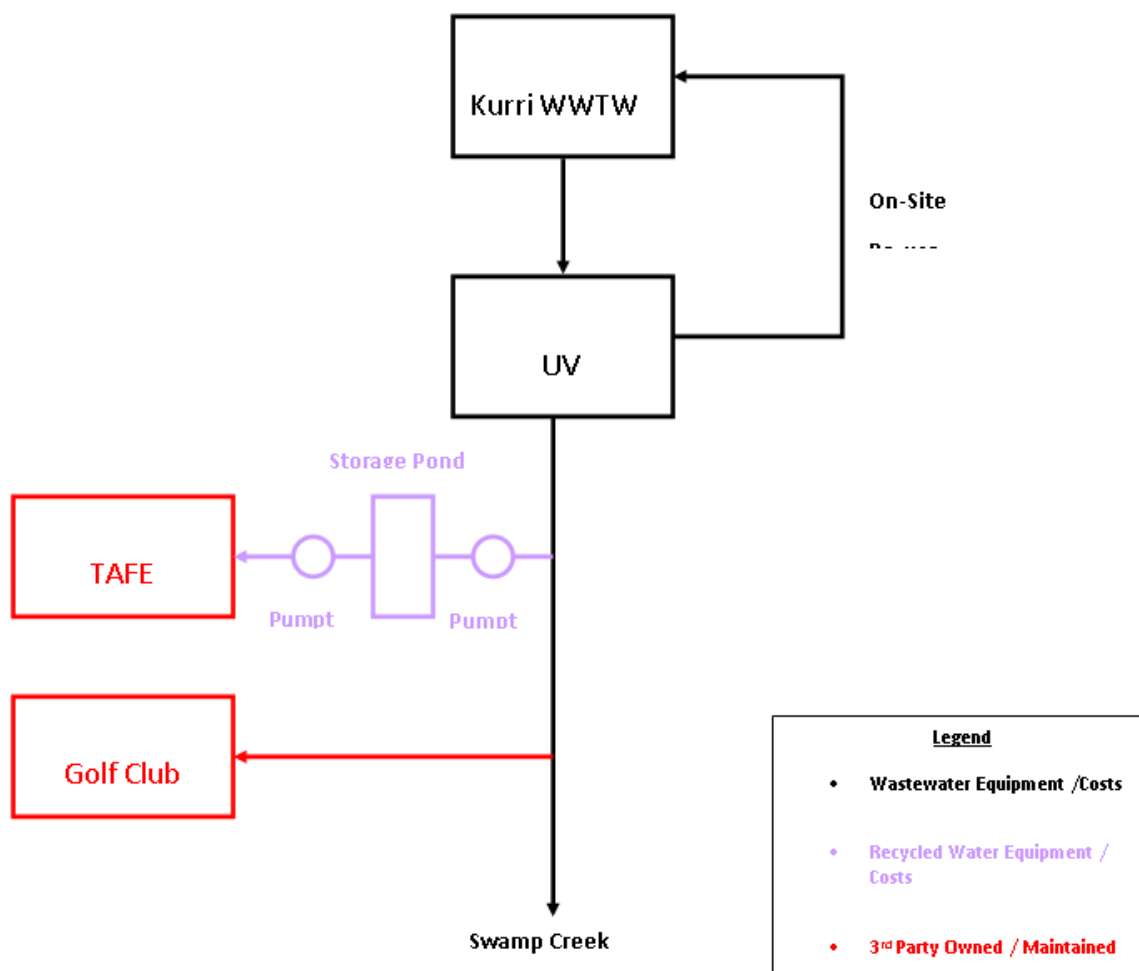 Kurri WWTW
On-Site
UV
Storage Pond
TAFE
Pumpt
Pumpt
Golf Club
Swamp Creek
Legend
• Wastewater Equipment /Costs
• Recycled Water Equipment /
Costs
• 3rd Party Owned / Maintained